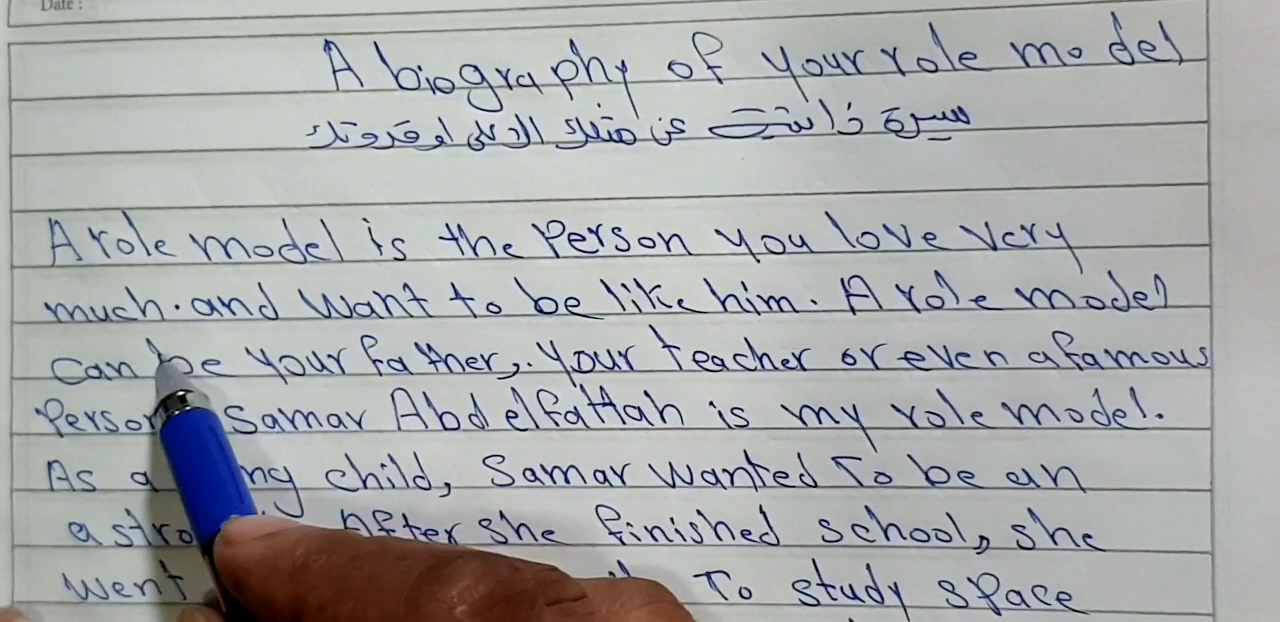 Date :
A biography of your role model
سيرة ذاتية عن مثلك الاعلى او قدوتك
A role model is the Person you love very
much. and want to be like him. A role model
can be your father, your teacher or even a famous
Person Samar Abdelfattah is my role model.
As a child, Samar wanted To be an
After she finished school, she
went To study space